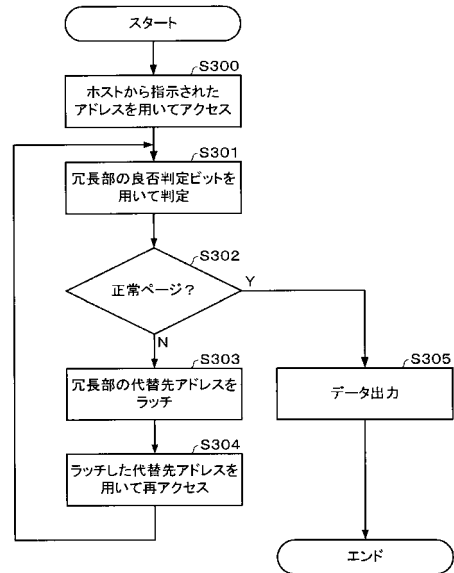 スタート
S300
ホストから指示された
アドレスを用いてアクセス
S301
冗長部の良否判定ビットを
用いて判定
S302
正常ページ？
Y
N
S303
冗長部の代替先アドレスを
ラッチ
S305
データ出力
S304
ラッチした代替先アドレスを
用いて再アクセス
エンド